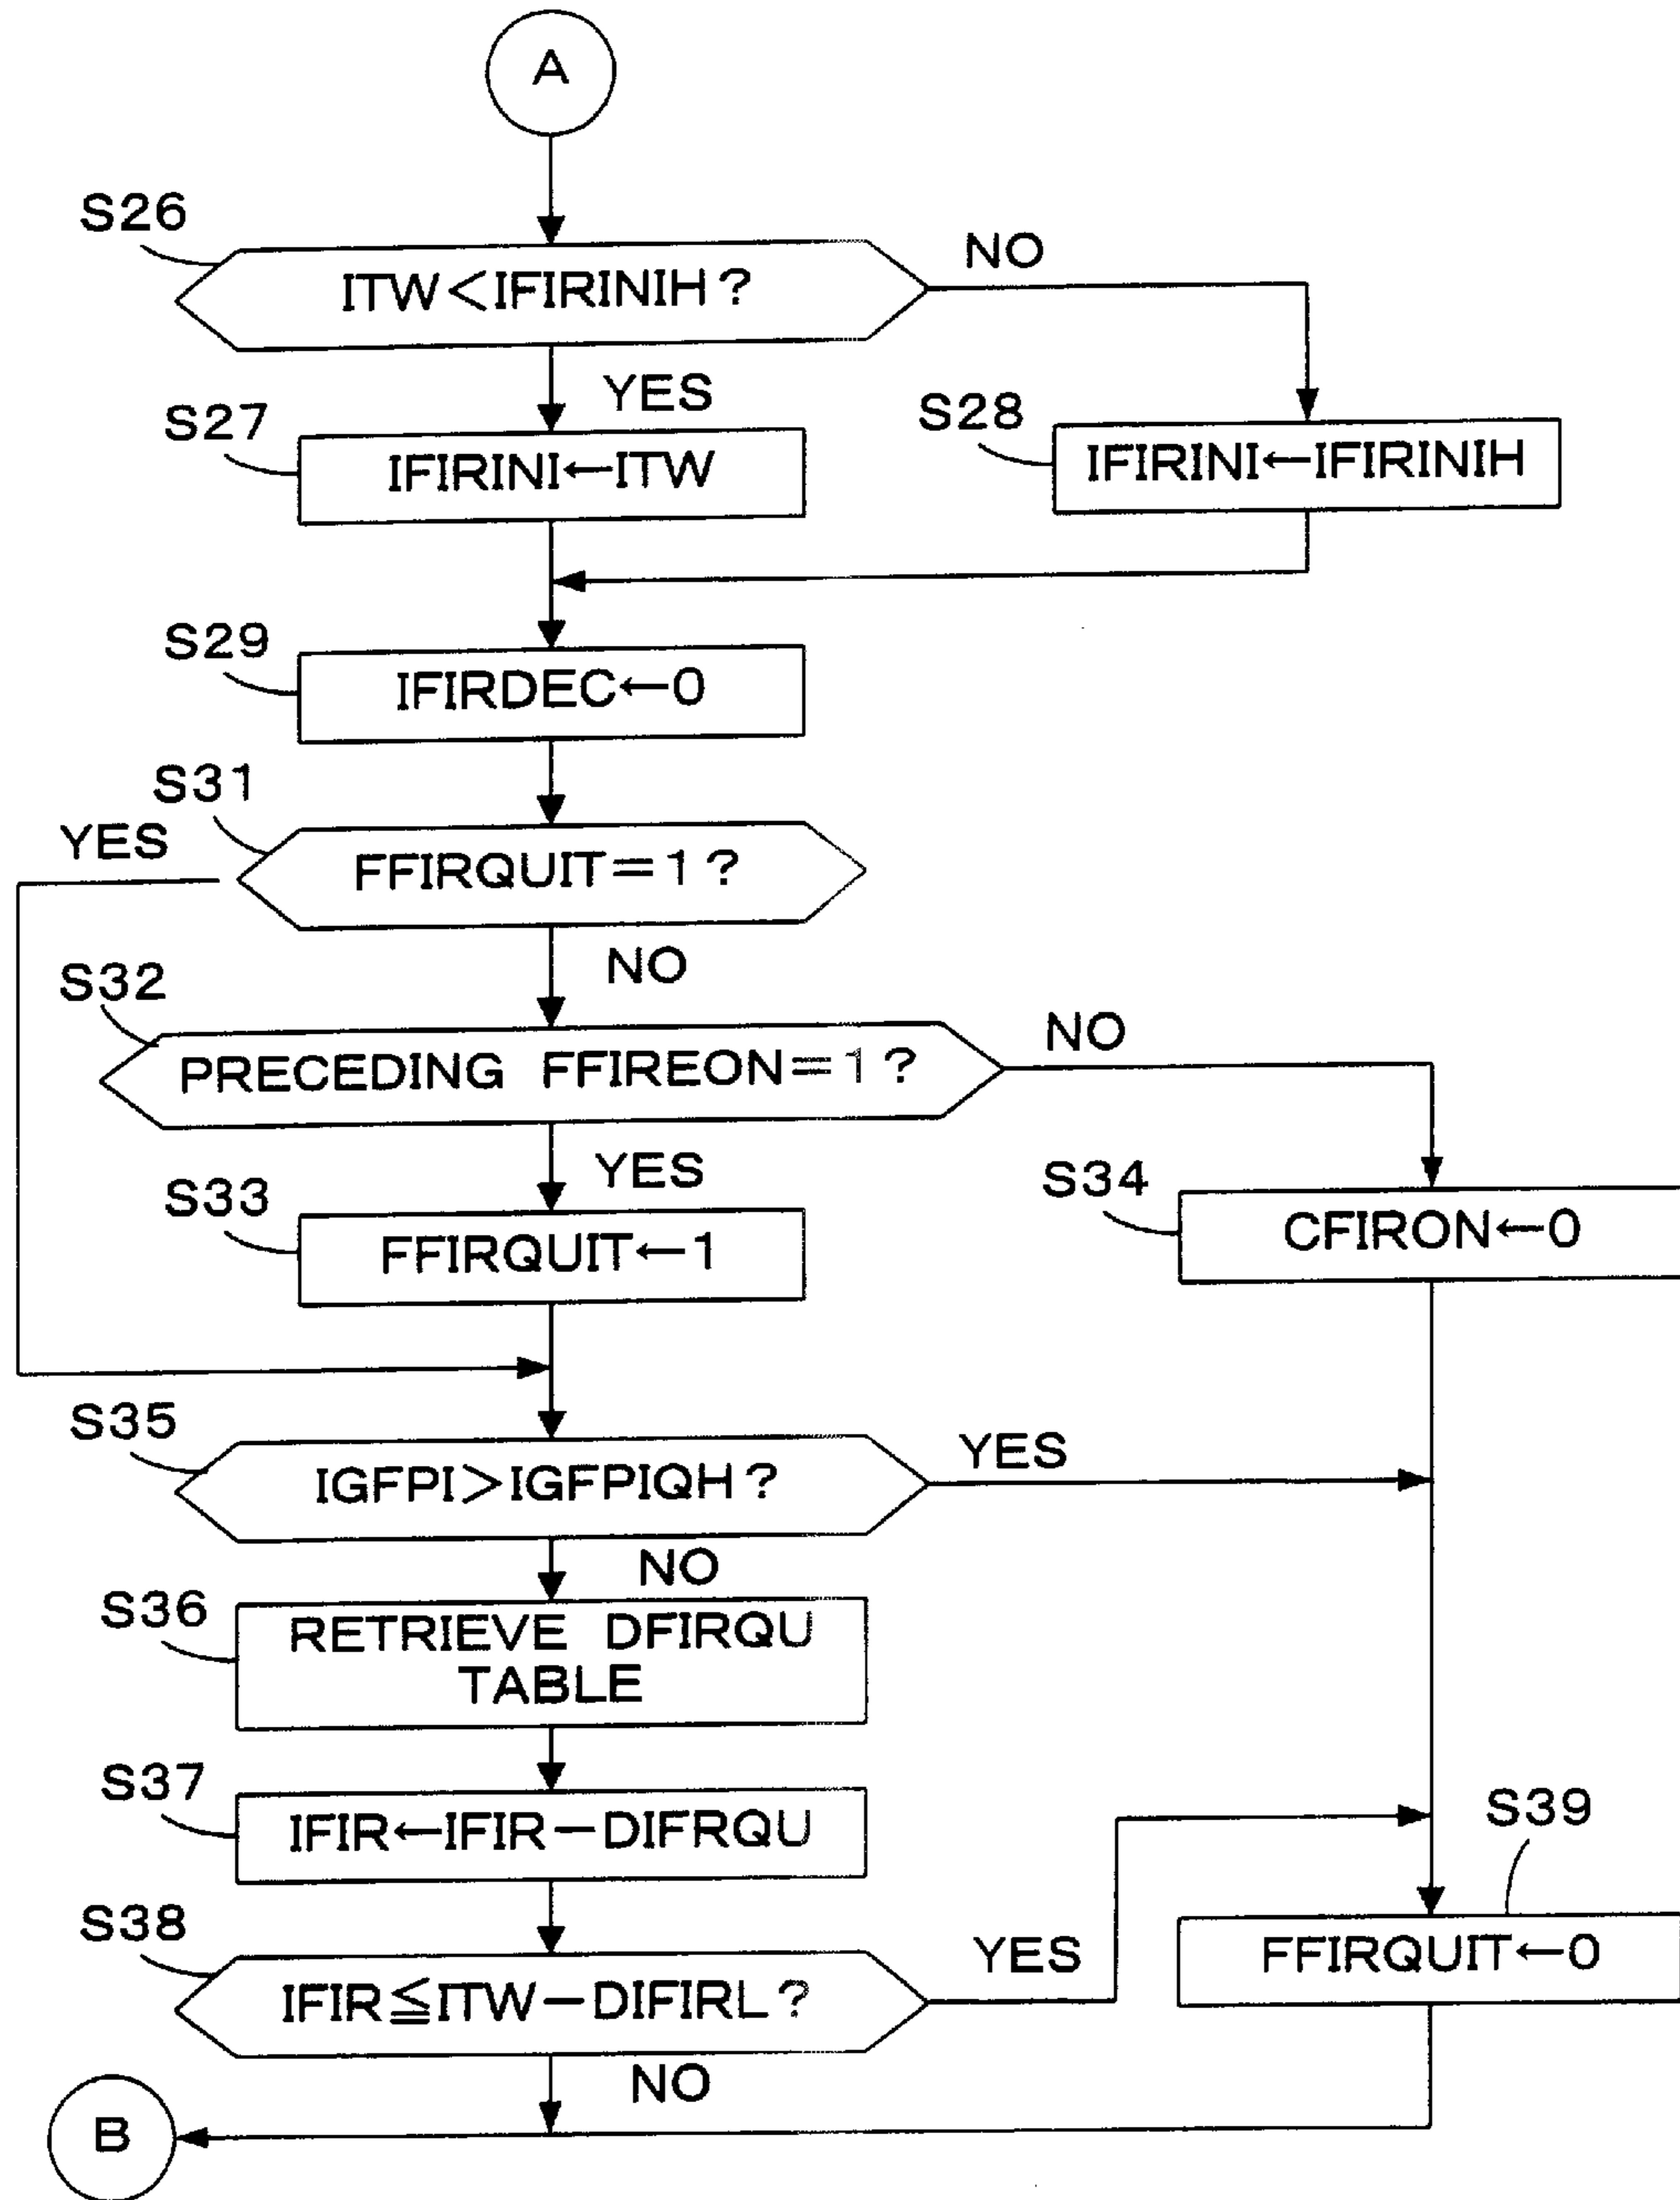 A
S26
ITW<IFIRINIH?
NO
YES
S27
IFIRINI←ITW
S28
IFIRINI←IFIRINIH
S29
IFIRDEC←0
S31
YES
FFIRQUIT=1?
NO
S32
PRECEDING FFIREON=1?
NO
YES
S33
FFIRQUIT←1
S34
CFIRON←0
S35
IGFPI>IGFPIQH?
YES
NO
S36
RETRIEVE DFIRQU
TABLE
S37
IFIR←IFIR−DIFRQU
S39
FFIRQUIT←0
S38
IFIR≦ITW−DIFIRL?
YES
NO
B